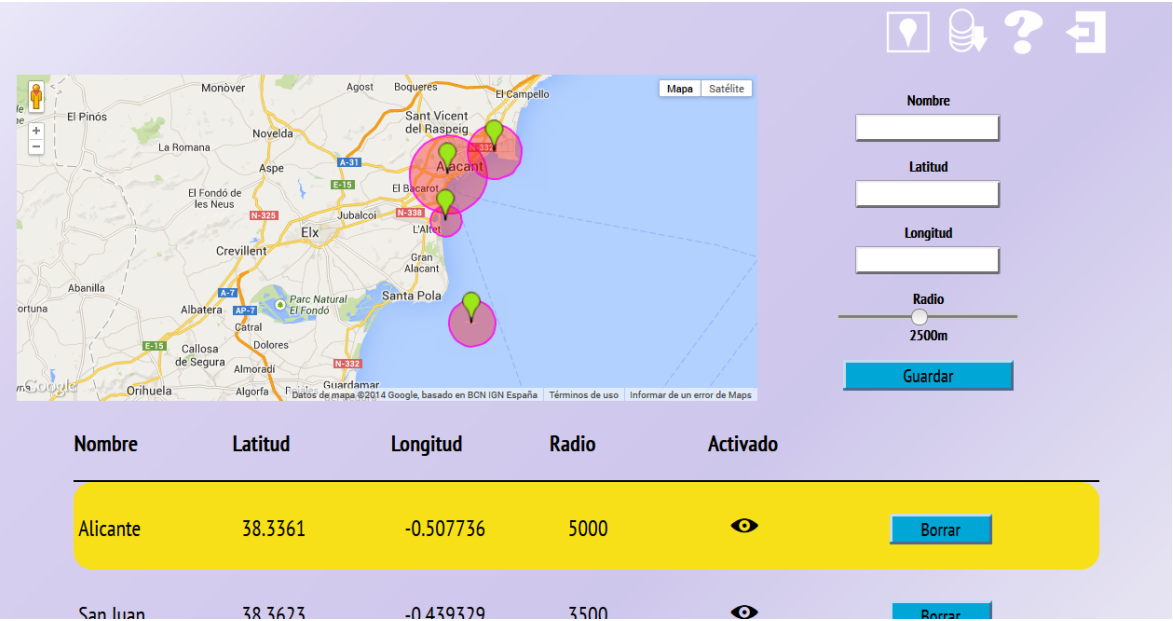 Mapa Satélite
Monòver
Agost
Boqueres
El Campello
El Pinós
Sant Vicent
del Raspeig
Novelda
La Romana
A-31
N-332
Aspe
Alacant
E-15
El Fondó de
les Neus
El Bacarot
N-325
Jubalcoi
N-338
Elx
L'Altet
Crevillent
Gran
Alacant
Abanilla
A-7
Parc Natural
El Fondó
Santa Pola
ortuna
Albatera
AP-7
Catral
E-15
Callosa
de Segura
Dolores
N-332
Almoradí
Guardamar
Google
Orihuela
Algorfa
Datos de mapa ©2014 Google, basado en BCN IGN España Términos de uso Informar de un error de Maps
Nombre
Latitud
Longitud
Radio
2500m
Guardar
Nombre Latitud Longitud Radio Activado
Alicante 38.3361 -0.507736 5000 Borrar
San Juan 38.3623 -0.439329 3500 Borrar